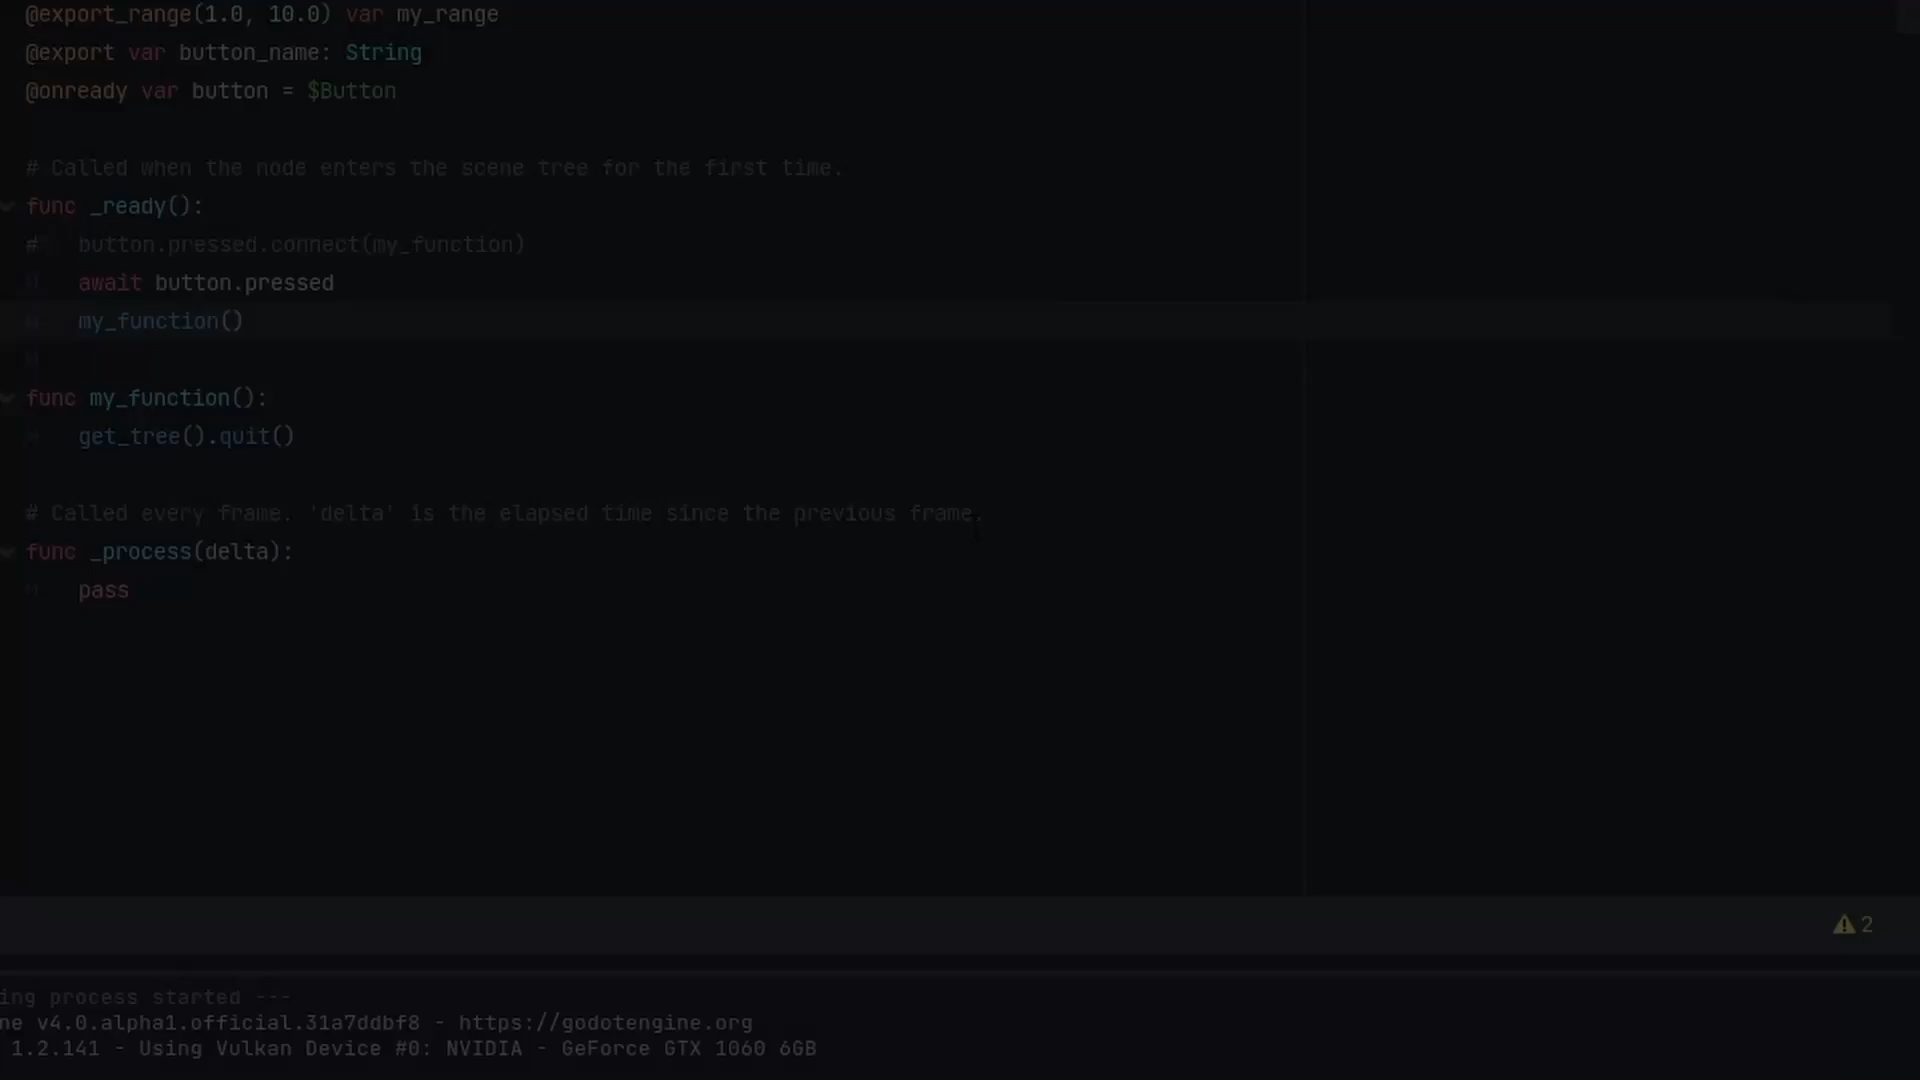 @export_range(1.0, 10.0) var my_range
@export var button_name: String
@onready var button = $Button
# Called when the node enters the scene tree for the first time.
func _ready():
#   button.pressed.connect(my_function)
await button.pressed
my_function()
func my_function():
get_tree().quit()
# Called every frame. 'delta' is the elapsed time since the previous frame.
func _process(delta):
pass
2
ing process started ---
ne v4.0.alpha1.official.31a7ddbf8 - https://godotengine.org
1.2.141 - Using Vulkan Device #0: NVIDIA - GeForce GTX 1060 6GB